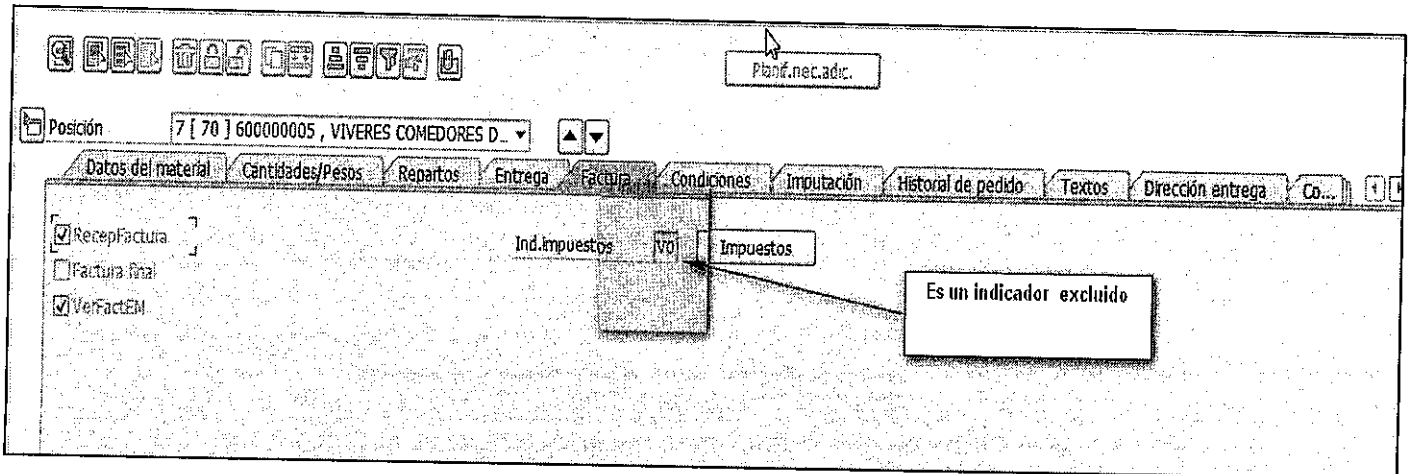 Planif.nec.adic.
Posición 7 [ 70 ] 600000005 , VIVERES COMEDORES D...
Datos del material Cantidades/Pesos Repartos Entrega Factura Condiciones Imputación Historial de pedido Textos Dirección entrega Co...
RecepFactura Ind.impuestos V0 Impuestos
Factura final
VerFactEM
Es un indicador excluido